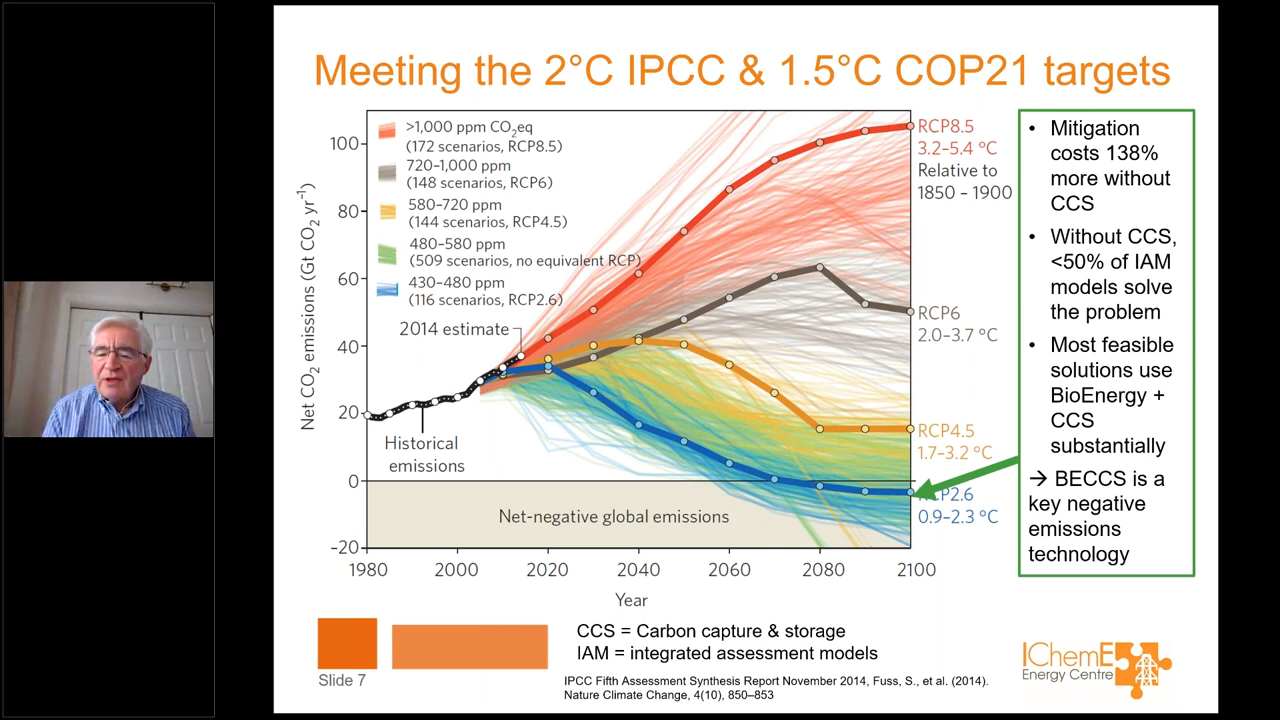 Meeting the 2°C IPCC & 1.5°C COP21 targets
Net CO2 emissions (Gt CO2 yr-1)
100
80
60
40
20
0
-20
>1,000 ppm CO2eq
(172 scenarios, RCP8.5)
720–1,000 ppm
(148 scenarios, RCP6)
580–720 ppm
(144 scenarios, RCP4.5)
480–580 ppm
(509 scenarios, no equivalent RCP)
430–480 ppm
(116 scenarios, RCP2.6)
2014 estimate
Historical
emissions
Net-negative global emissions
1980
2000
2020
2040
2060
2080
2100
Year
RCP8.5
3.2–5.4 °C
Relative to
1850 – 1900
RCP6
2.0–3.7 °C
RCP4.5
1.7–3.2 °C
RCP2.6
0.9–2.3 °C
• Mitigation
costs 138%
more without
CCS
• Without CCS,
<50% of IAM
models solve
the problem
• Most feasible
solutions use
BioEnergy +
CCS
substantially
→ BECCS is a
key negative
emissions
technology
CCS = Carbon capture & storage
IAM = integrated assessment models
Slide 7
IPCC Fifth Assessment Synthesis Report November 2014, Fuss, S., et al. (2014).
Nature Climate Change, 4(10), 850–853
IChemE
Energy Centre